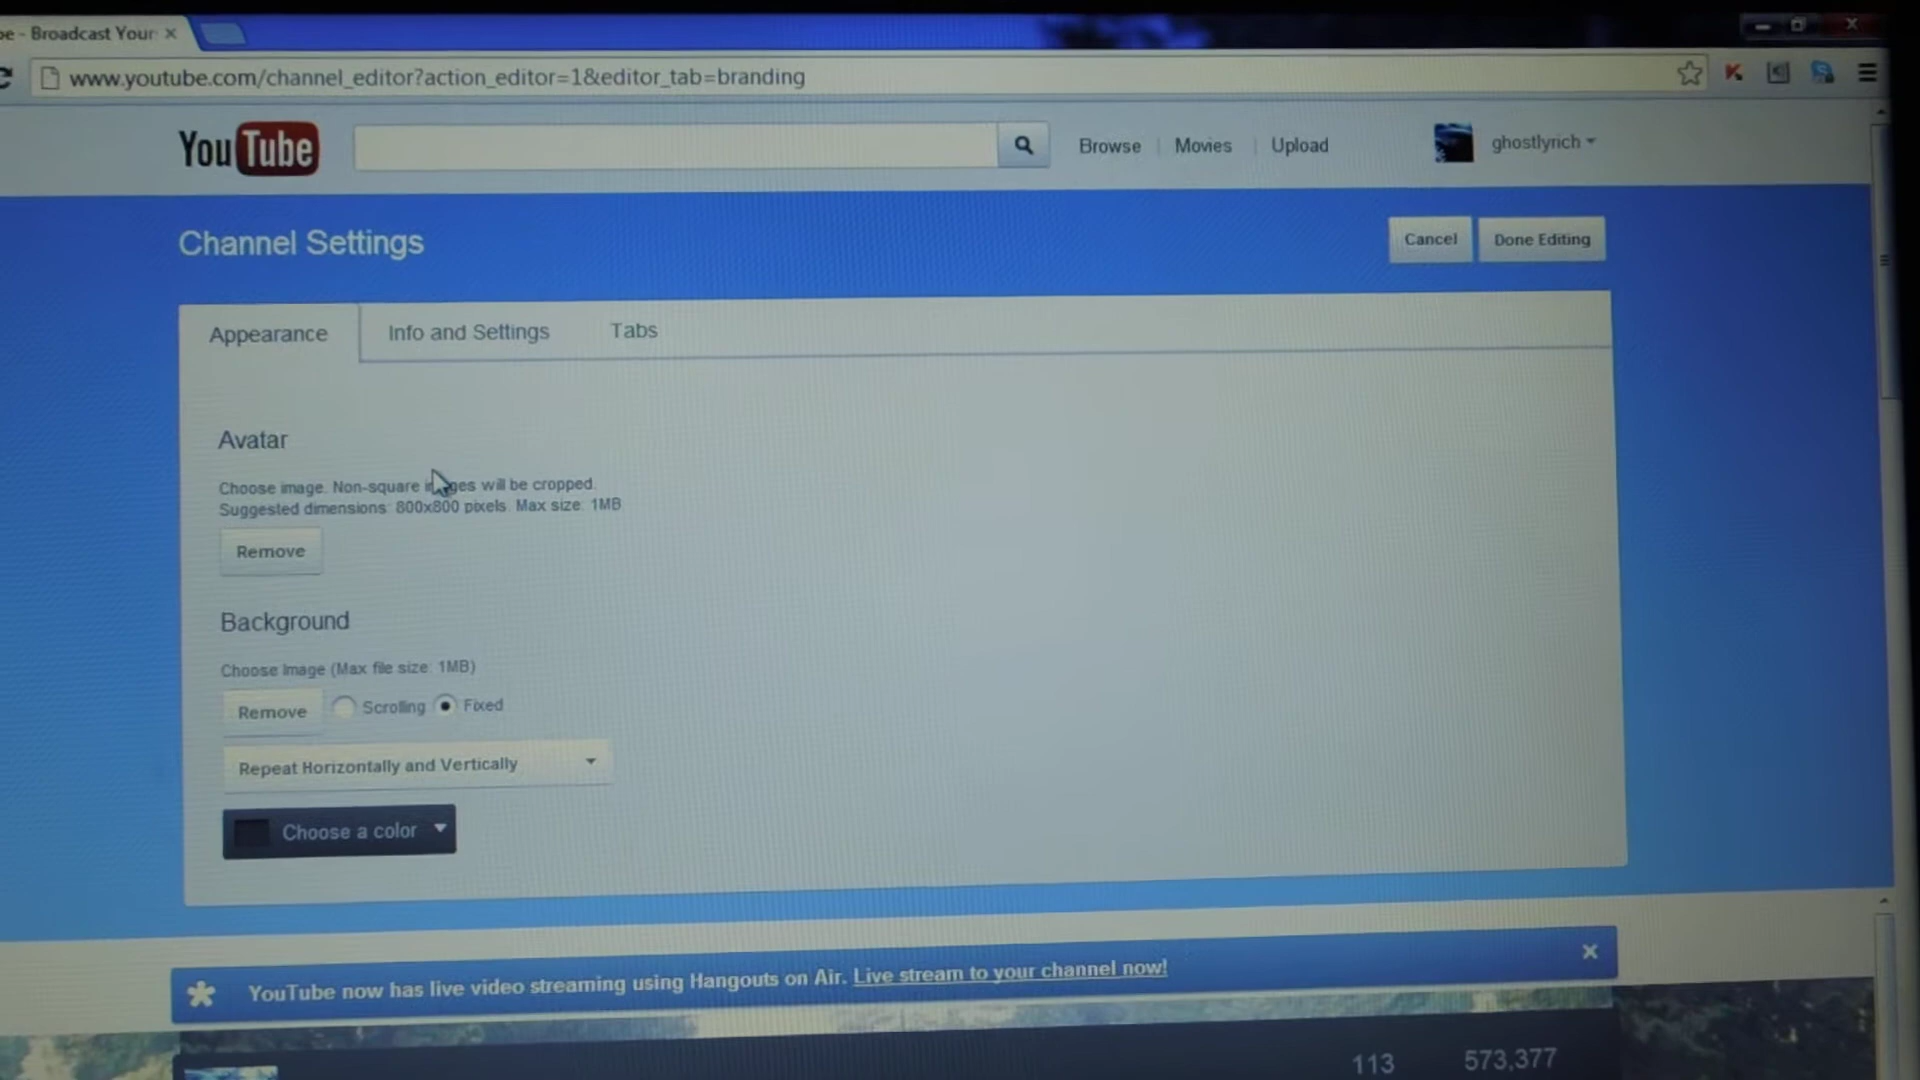 be - Broadcast Your
www.youtube.com/channel_editor?action_editor=1&editor_tab=branding
YouTube
Browse
Movies
Upload
ghostlyrich
Channel Settings
Cancel
Done Editing
Appearance
Info and Settings
Tabs
Avatar
Choose image. Non-square images will be cropped.
Suggested dimensions: 800x800 pixels. Max size: 1MB
Remove
Background
Choose Image (Max file size: 1MB)
Remove
Scrolling
Fixed
Repeat Horizontally and Vertically
Choose a color
YouTube now has live video streaming using Hangouts on Air. Live stream to your channel now!
113
573,377